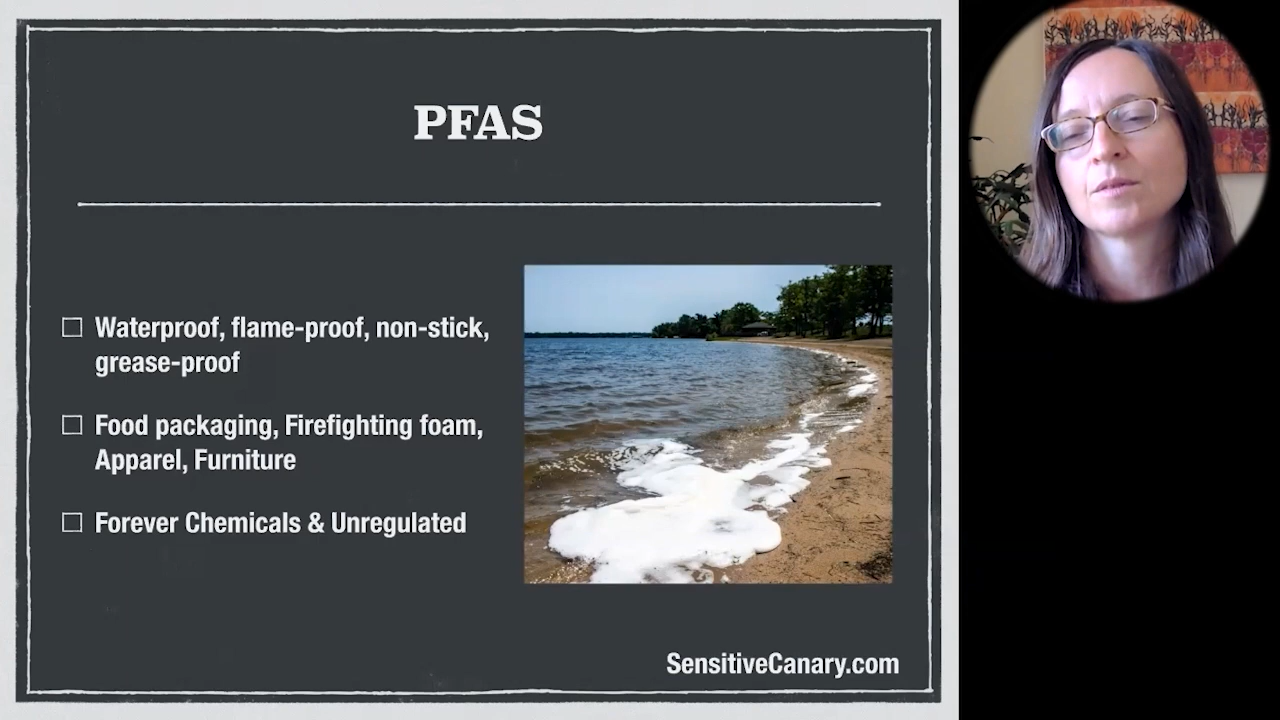 PFAS
Waterproof, flame-proof, non-stick,
grease-proof
Food packaging, Firefighting foam,
Apparel, Furniture
Forever Chemicals & Unregulated
SensitiveCanary.com